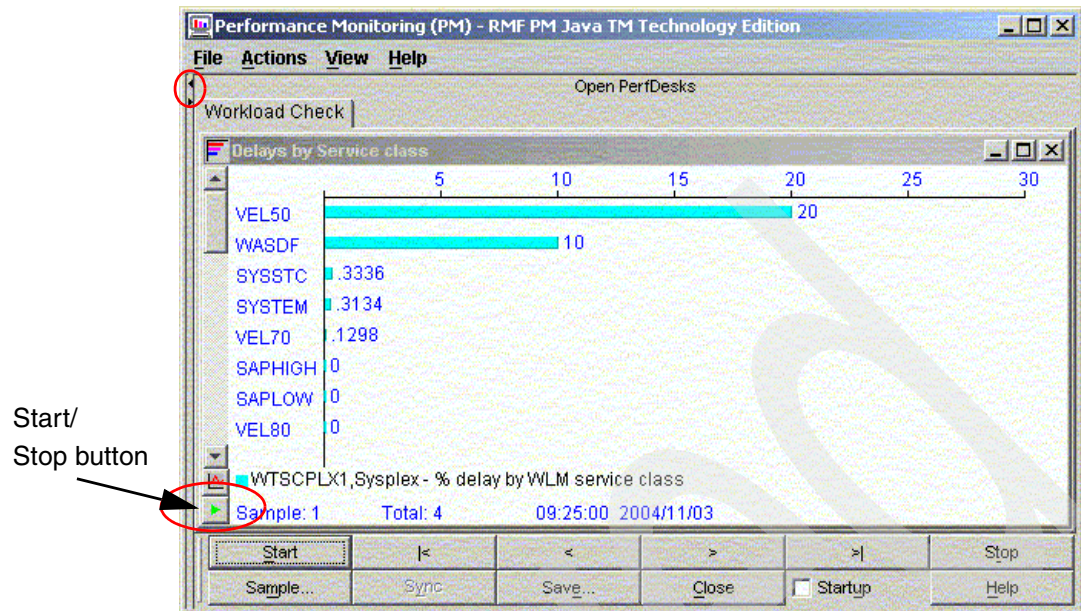 Performance Monitoring (PM) - RMF PM Java TM Technology Edition
File Actions View Help
Open PerfDesks
Workload Check
Delays by Service class
5 10 15 20 25 30
VEL50 20
WASDF 10
SYSSTC .3336
SYSTEM .3134
VEL70 .1298
SAPHIGH 0
SAPLOW 0
VEL80 0
Start/
Stop button
WTSCPLX1,Sysplex - % delay by WLM service class
Sample: 1 Total: 4 09:25:00 2004/11/03
Start |< < > >| Stop
Sample... Sync Save... Close Startup Help